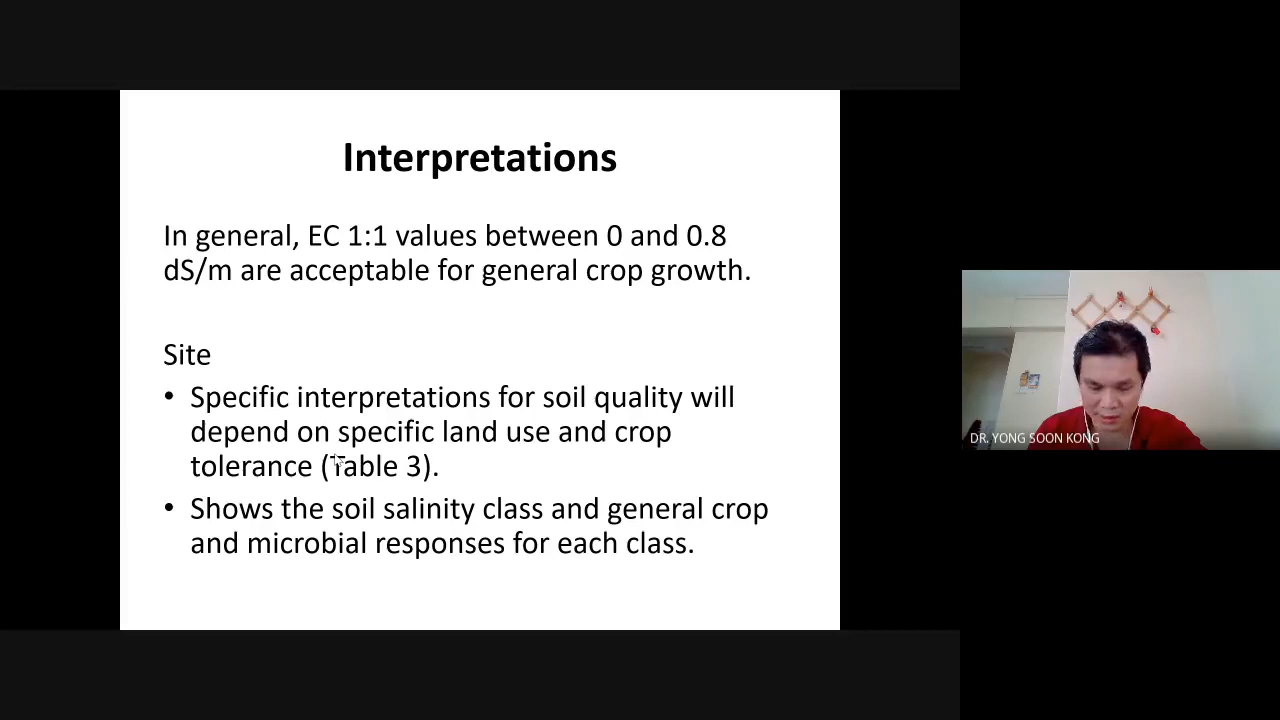 Interpretations
In general, EC 1:1 values between 0 and 0.8
dS/m are acceptable for general crop growth.
Site
• Specific interpretations for soil quality will
depend on specific land use and crop
tolerance (Table 3).
• Shows the soil salinity class and general crop
and microbial responses for each class.
DR. YONG SOON KONG